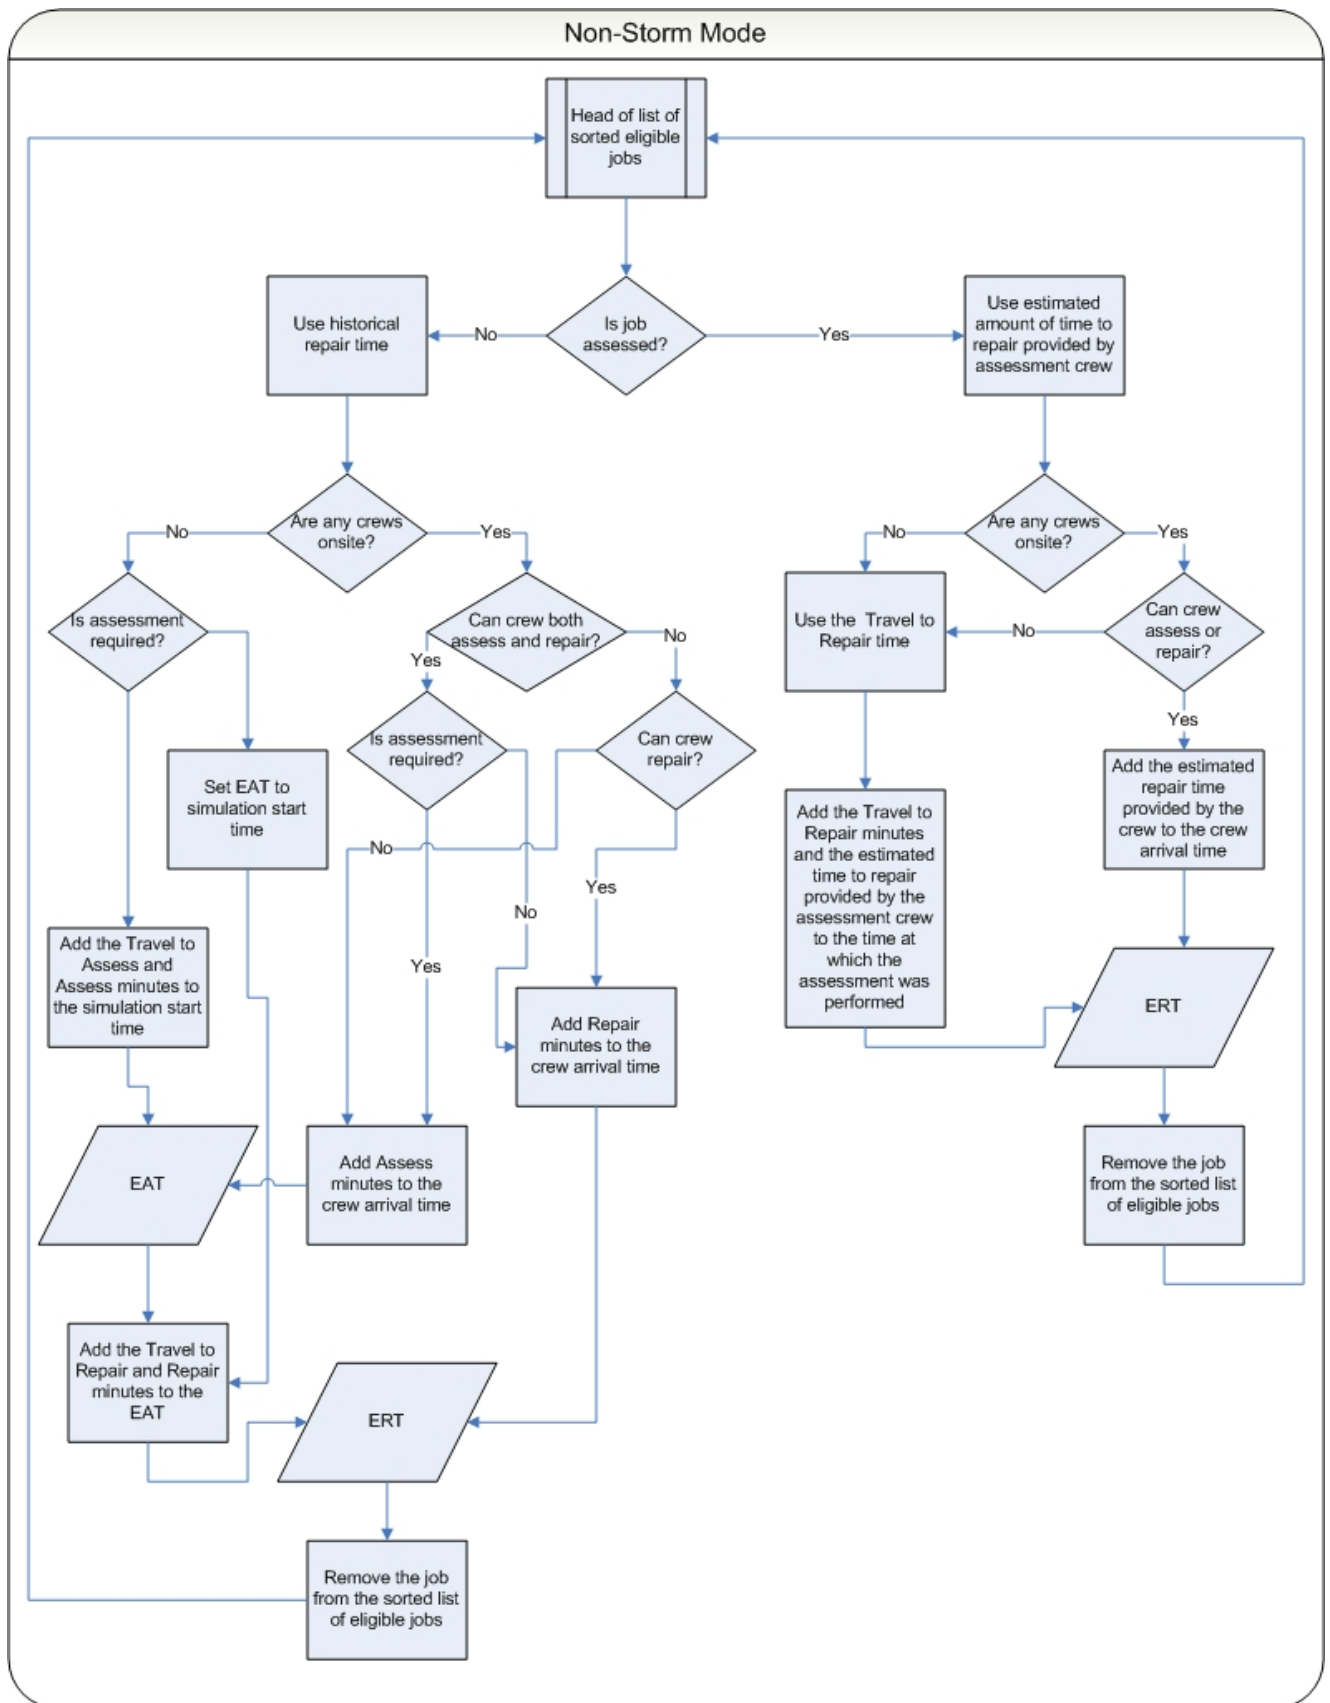 Non-Storm Mode
Head of list of
sorted eligible
jobs
Use historical
repair time
No
Is job
assessed?
Yes
Use estimated
amount of time to
repair provided by
assessment crew
No
Are any crews
onsite?
Yes
No
Are any crews
onsite?
Yes
Is assessment
required?
Can crew both
assess and repair?
No
Yes
Use the Travel to
Repair time
No
Can crew
assess or
repair?
Yes
Set EAT to
simulation start
time
Is assessment
required?
Can crew
repair?
Add the estimated
repair time
provided by the
crew to the crew
arrival time
Add the Travel to
Repair minutes
and the estimated
time to repair
provided by the
assessment crew
to the time at
which the
assessment was
performed
No
Yes
No
Yes
Add the Travel to
Assess and
Assess minutes to
the simulation start
time
Add Repair
minutes to the
crew arrival time
ERT
EAT
Add Assess
minutes to the
crew arrival time
Remove the job
from the sorted list
of eligible jobs
Add the Travel to
Repair and Repair
minutes to the
EAT
ERT
Remove the job
from the sorted list
of eligible jobs